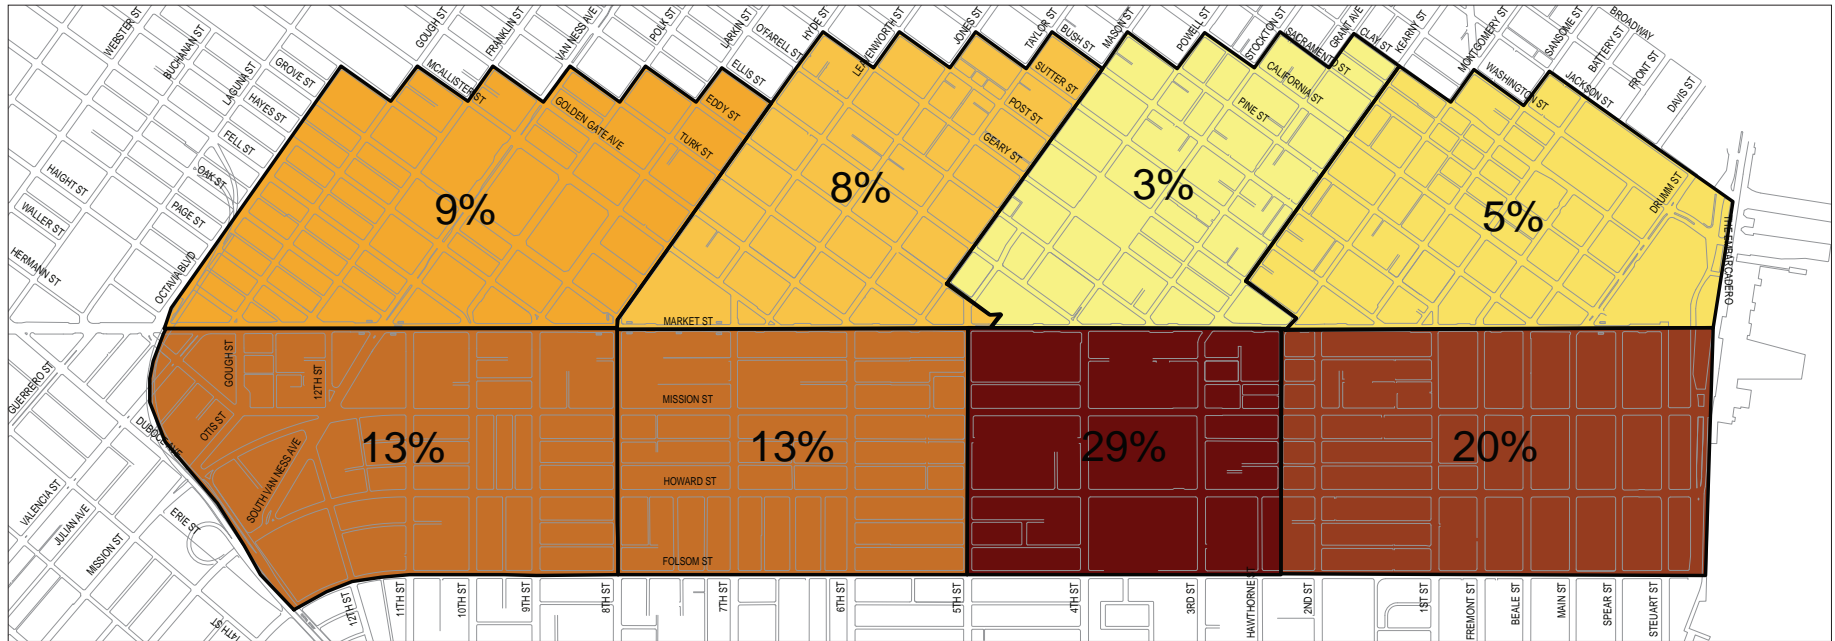 WEBSTER ST
BUCHANAN ST
LAGUNA ST
GROVE ST
HAYES ST
FELL ST
OAK ST
PAGE ST
HAIGHT ST
WALLER ST
HERMANN ST
OCTAVIA BLVD
GOUGH ST
MCALLISTER ST
FRANKLIN ST
VAN NESS AVE
GOLDEN GATE AVE
POLK ST
LARKIN ST
OFARELL ST
ELLIS ST
EDDY ST
TURK ST
HYDE ST
LEAVENWORTH ST
JONES ST
TAYLOR ST
BUSH ST
SUTTER ST
POST ST
GEARY ST
MASON ST
POWELL ST
STOCKTON ST
SACRAMENTO ST
CALIFORNIA ST
PINE ST
GRANT AVE
CLAY ST
KEARNY ST
MONTGOMERY ST
WASHINGTON ST
SANSOME ST
JACKSON ST
BATTERY ST
BROADWAY
FRONT ST
DAVIS ST
DRUMM ST
THE EMBARCADERO
9%
8%
3%
5%
MARKET ST
GUERRERO ST
DUBOCE AVE
GOUGH ST
12TH ST
OTIS ST
SOUTH VAN NESS AVE
MISSION ST
13%
13%
29%
20%
HOWARD ST
FOLSOM ST
VALENCIA ST
JULIAN AVE
MISSION ST
ERIE ST
14TH ST
12TH ST
11TH ST
10TH ST
9TH ST
8TH ST
7TH ST
6TH ST
5TH ST
4TH ST
3RD ST
HAWTHORNE ST
2ND ST
1ST ST
FREMONT ST
BEALE ST
MAIN ST
SPEAR ST
STEUART ST